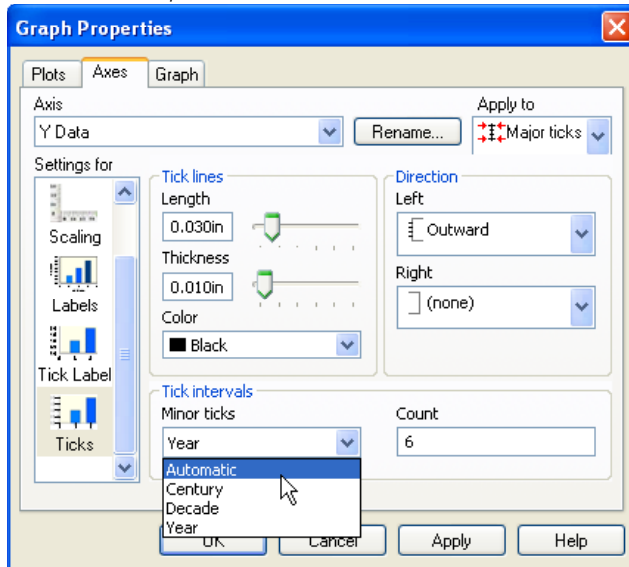 Graph Properties
Plots Axes Graph
Axis
Apply to
Y Data
Rename...
Major ticks
Settings for
Scaling
Labels
Tick Label
Ticks
Tick lines
Length
0.030in
Thickness
0.010in
Color
Black
Direction
Left
Outward
Right
(none)
Tick intervals
Minor ticks
Count
Year
6
Automatic
Century
Decade
Year
OK Cancel Apply Help